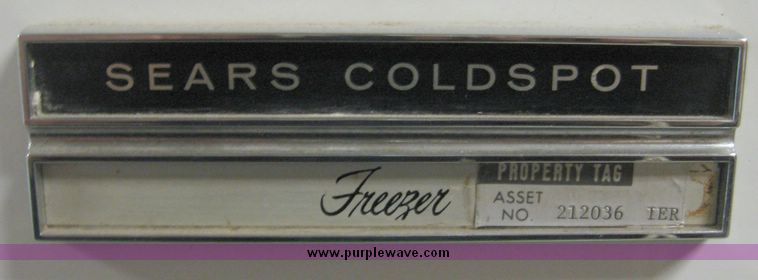 SEARS COLDSPOT
Freezer
PROPERTY TAG
ASSET
NO. 212036 IER
www.purplewave.com